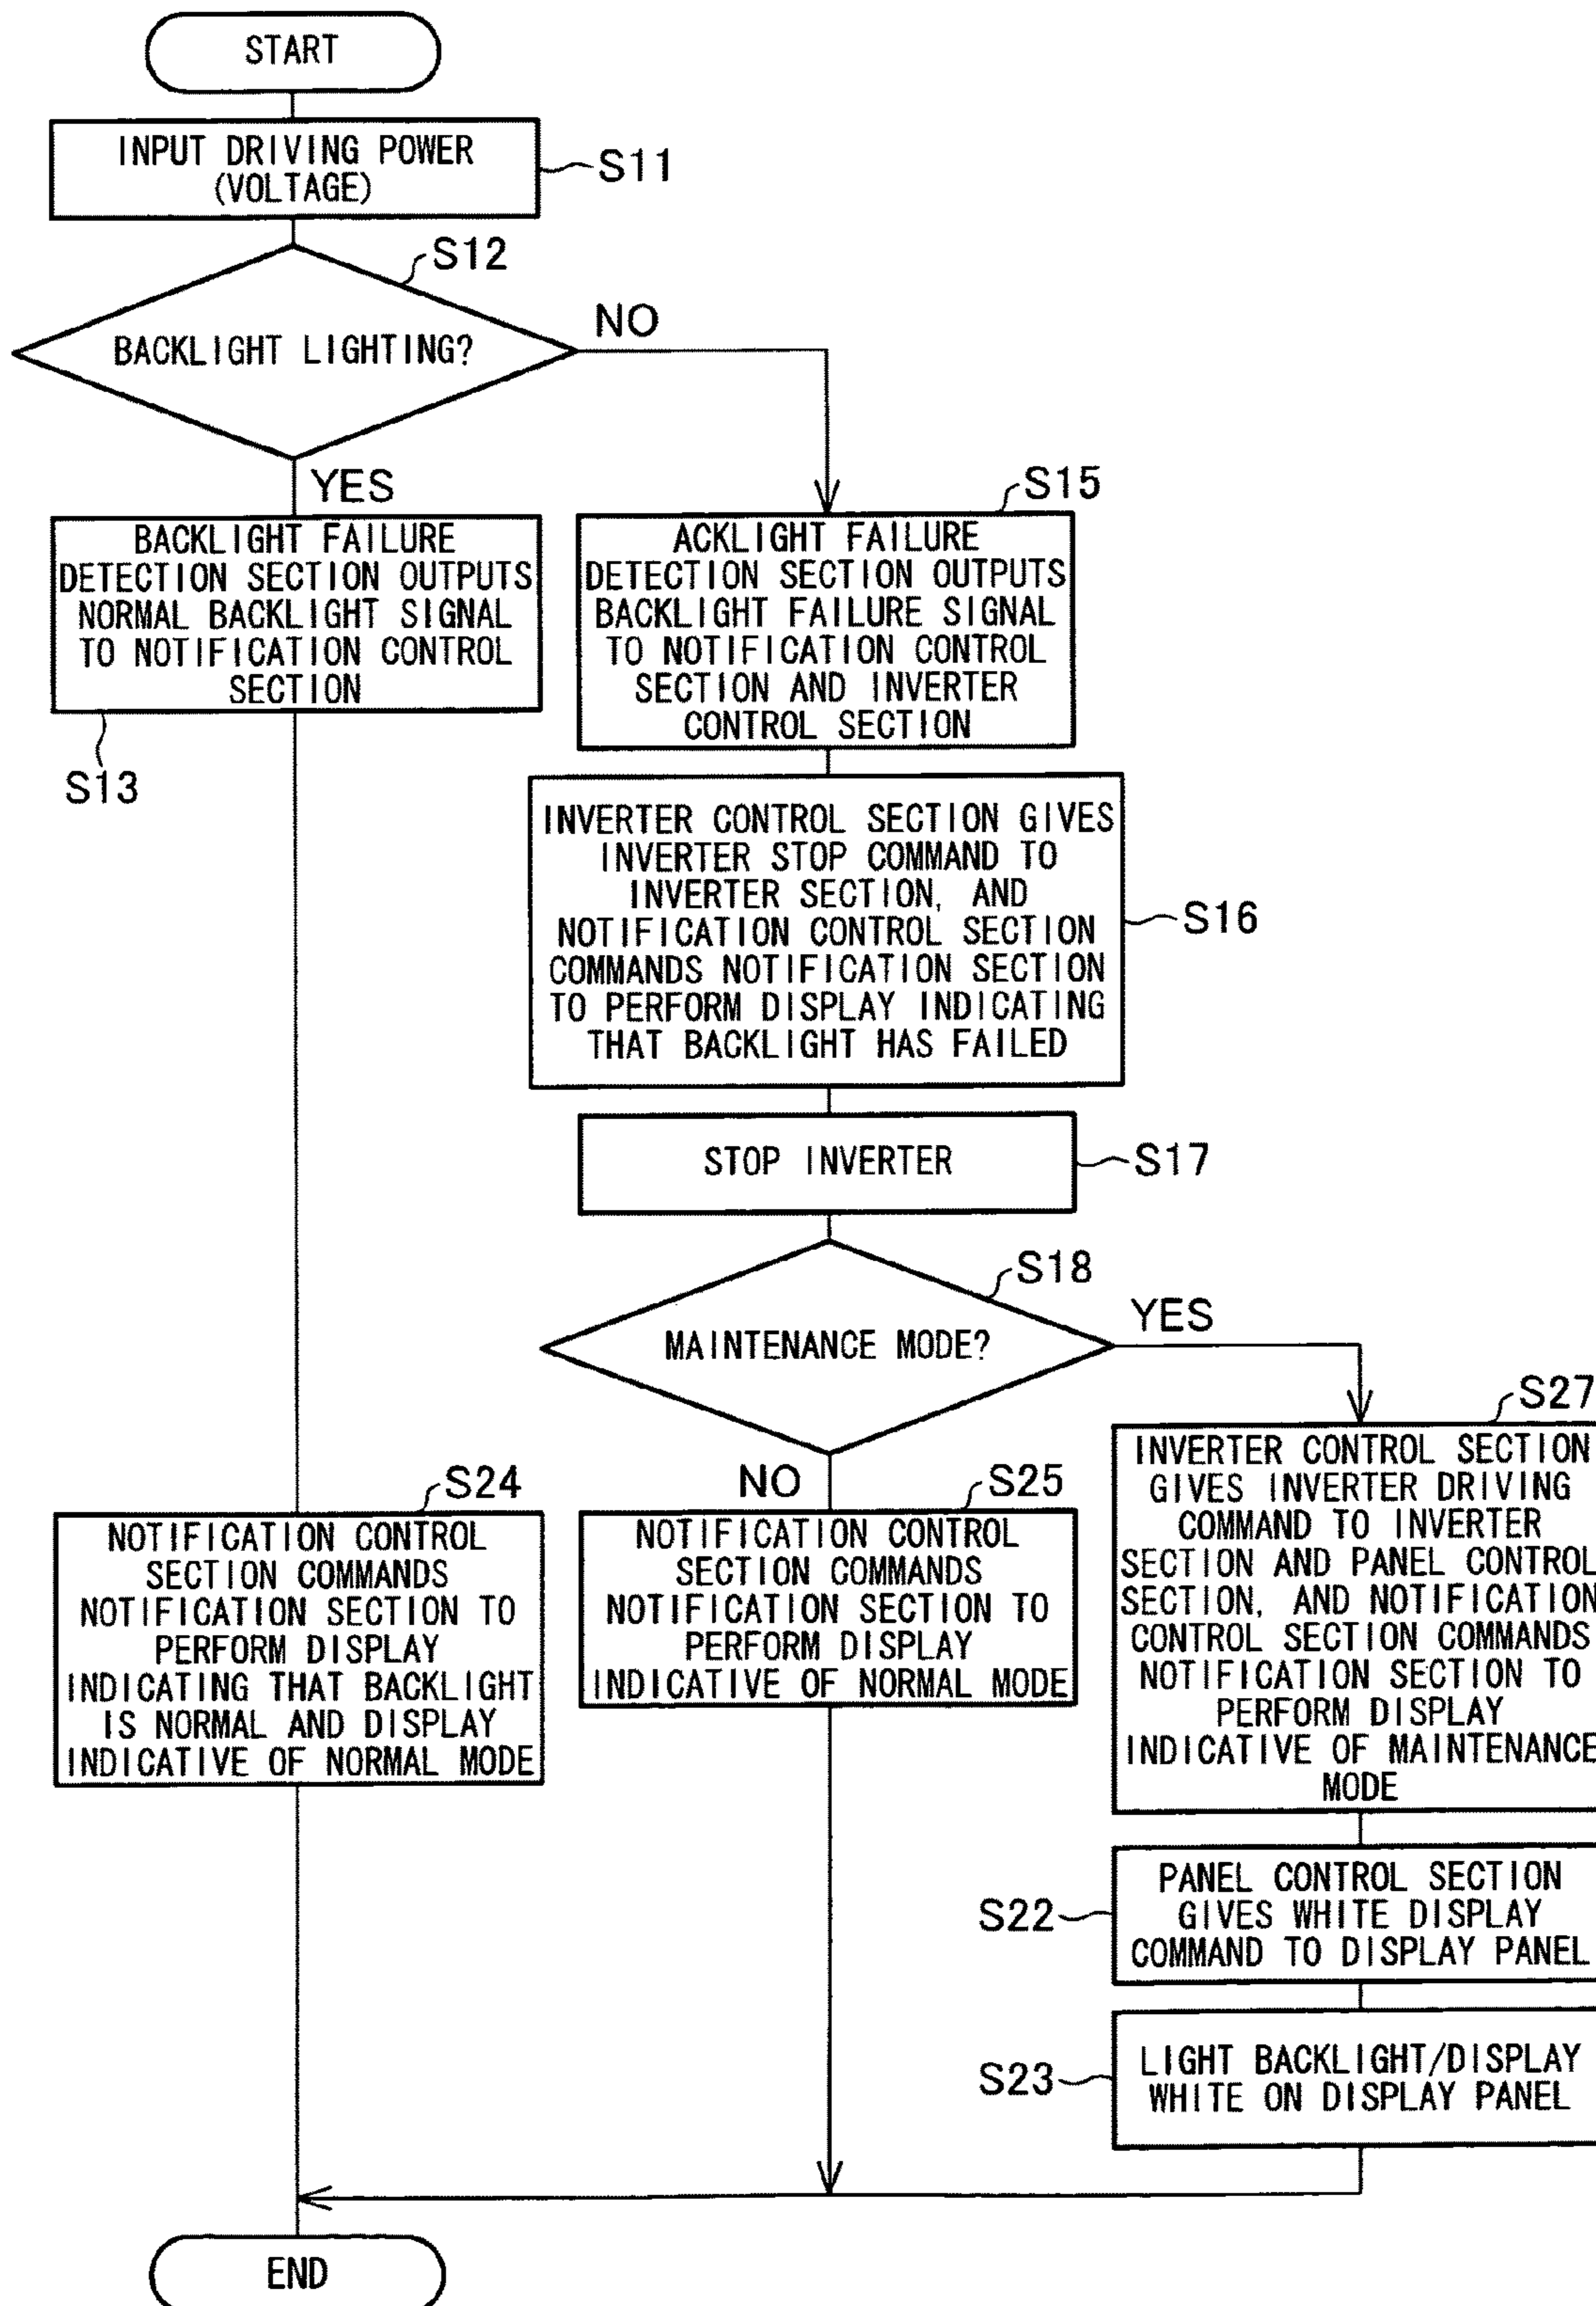 START
INPUT DRIVING POWER
(VOLTAGE)
S11
S12
BACKLIGHT LIGHTING?
NO
YES
BACKLIGHT FAILURE
DETECTION SECTION OUTPUTS
NORMAL BACKLIGHT SIGNAL
TO NOTIFICATION CONTROL
SECTION
S13
S15
ACKLIGHT FAILURE
DETECTION SECTION OUTPUTS
BACKLIGHT FAILURE SIGNAL
TO NOTIFICATION CONTROL
SECTION AND INVERTER
CONTROL SECTION
INVERTER CONTROL SECTION GIVES
INVERTER STOP COMMAND TO
INVERTER SECTION, AND
NOTIFICATION CONTROL SECTION
COMMANDS NOTIFICATION SECTION
TO PERFORM DISPLAY INDICATING
THAT BACKLIGHT HAS FAILED
S16
STOP INVERTER
S17
S18
MAINTENANCE MODE?
YES
NO
S24
NOTIFICATION CONTROL
SECTION COMMANDS
NOTIFICATION SECTION TO
PERFORM DISPLAY
INDICATING THAT BACKLIGHT
IS NORMAL AND DISPLAY
INDICATIVE OF NORMAL MODE
S25
NOTIFICATION CONTROL
SECTION COMMANDS
NOTIFICATION SECTION TO
PERFORM DISPLAY
INDICATIVE OF NORMAL MODE
S27
INVERTER CONTROL SECTION
GIVES INVERTER DRIVING
COMMAND TO INVERTER
SECTION AND PANEL CONTROL
SECTION, AND NOTIFICATION
CONTROL SECTION COMMANDS
NOTIFICATION SECTION TO
PERFORM DISPLAY
INDICATIVE OF MAINTENANCE
MODE
S22
PANEL CONTROL SECTION
GIVES WHITE DISPLAY
COMMAND TO DISPLAY PANEL
S23
LIGHT BACKLIGHT/DISPLAY
WHITE ON DISPLAY PANEL
END